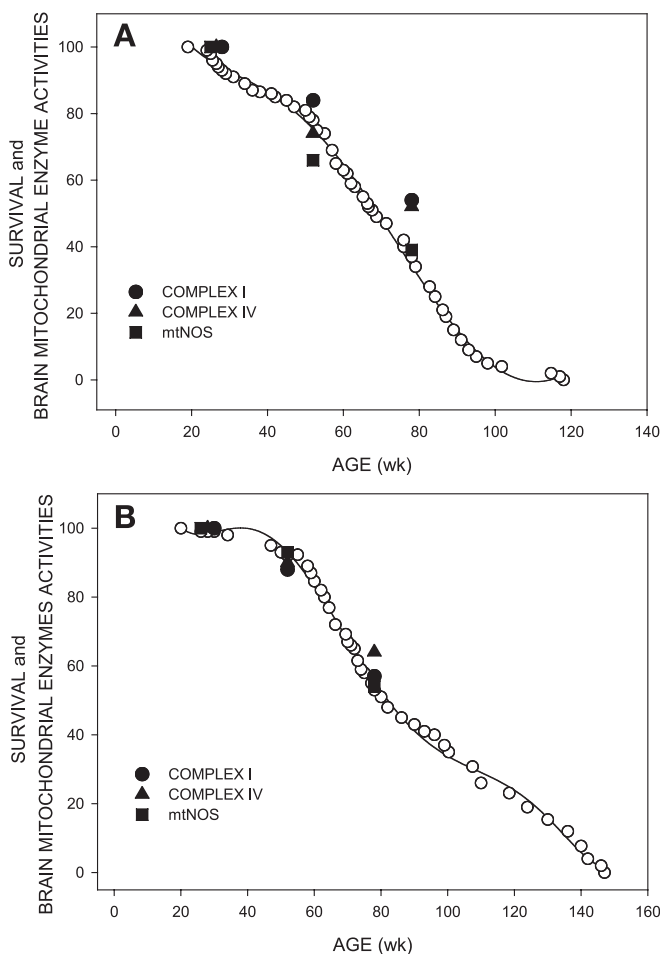 A
SURVIVAL and
BRAIN MITOCHONDRIAL ENZYME ACTIVITIES
100
80
60
40
20
0
COMPLEX I
COMPLEX IV
mtNOS
0 20 40 60 80 100 120 140
AGE (wk)
B
SURVIVAL and
BRAIN MITOCHONDRIAL ENZYMES ACTIVITIES
100
80
60
40
20
0
COMPLEX I
COMPLEX IV
mtNOS
0 20 40 60 80 100 120 140 160
AGE (wk)